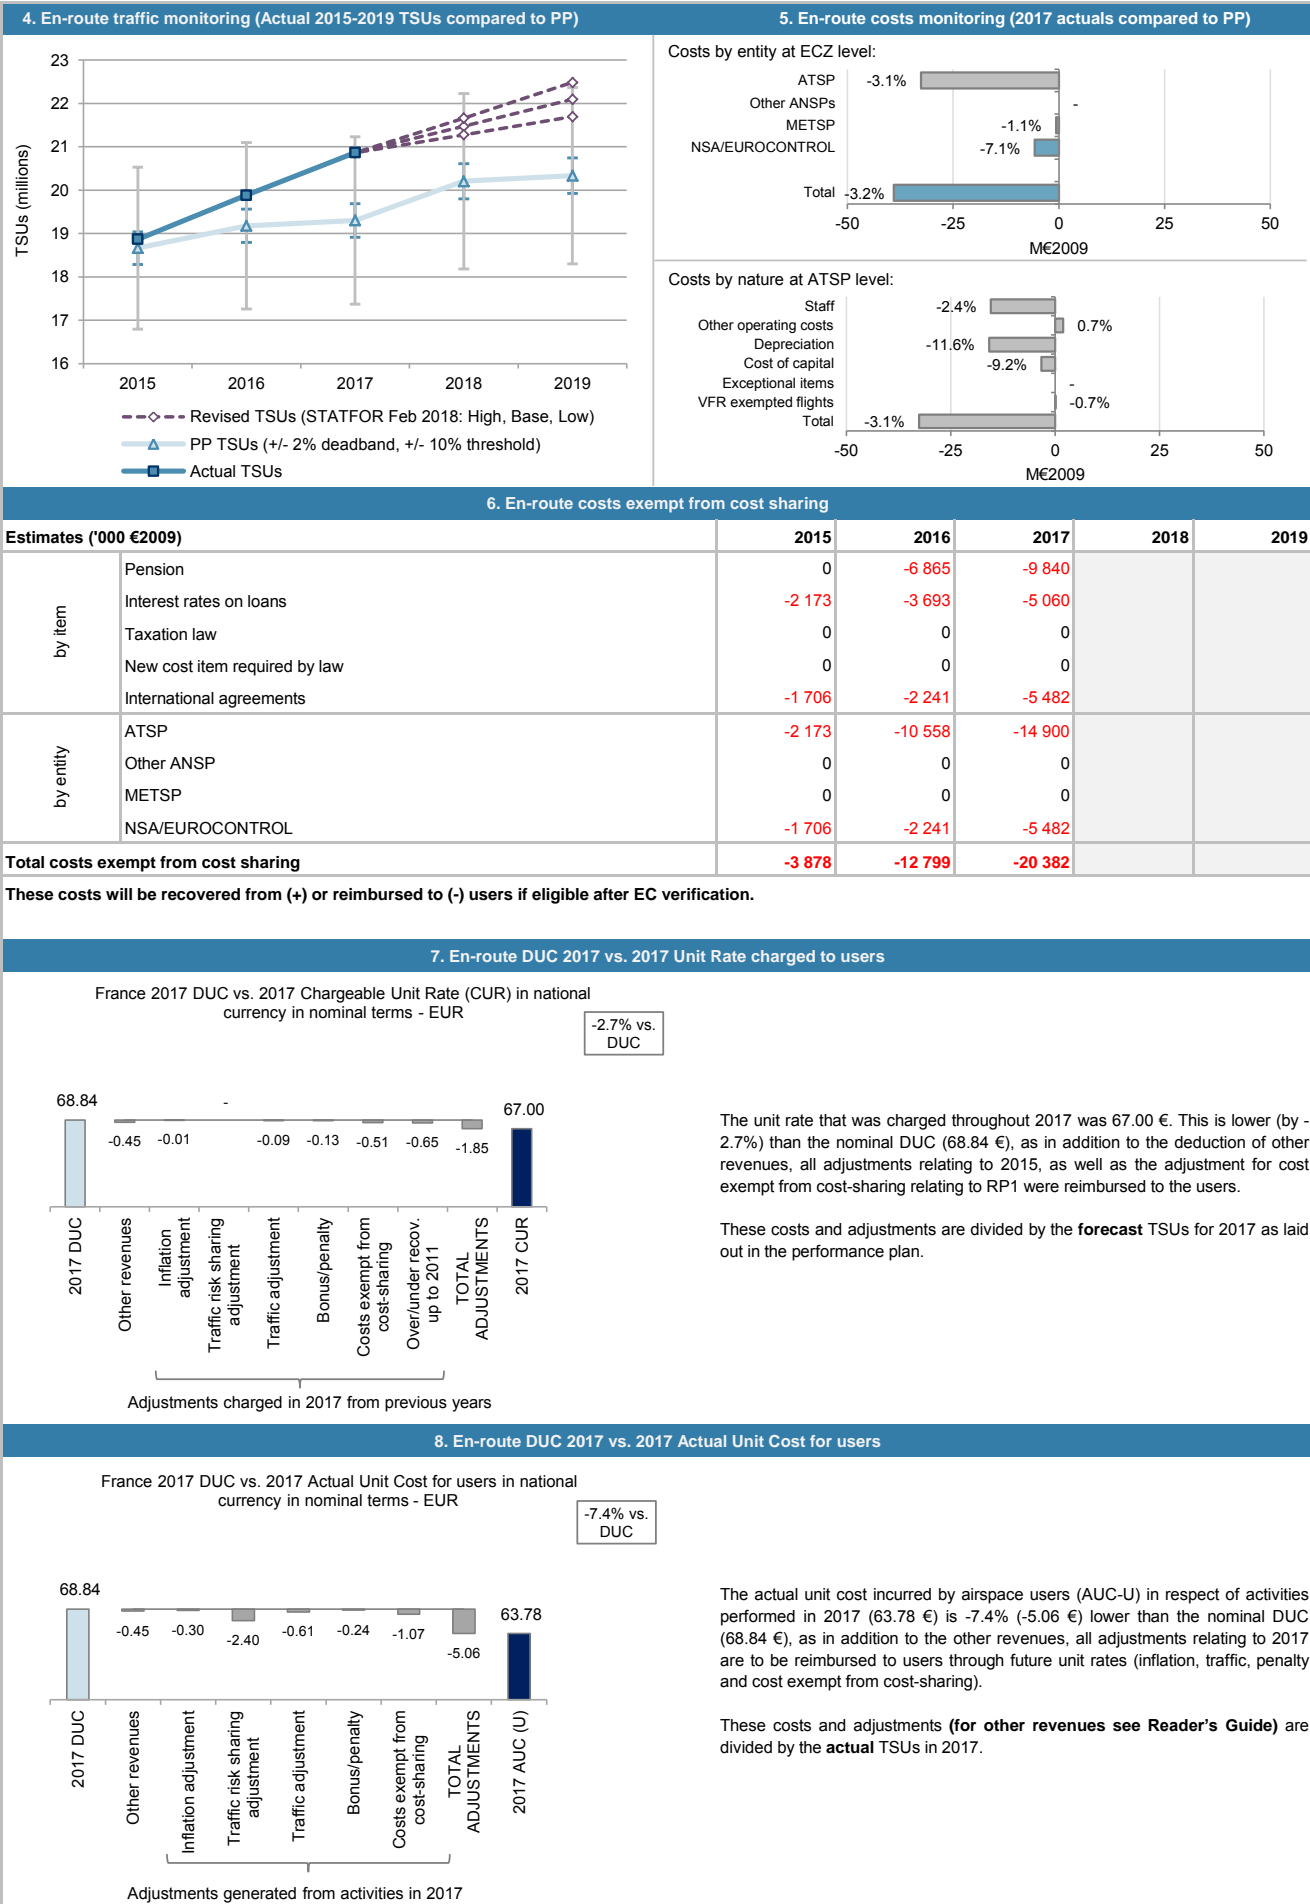 4. En-route traffic monitoring (Actual 2015-2019 TSUs compared to PP)
23
22
21
20
19
18
17
16
TSUs (millions)
2015 2016 2017 2018 2019
Revised TSUs (STATFOR Feb 2018: High, Base, Low)
PP TSUs (+/- 2% deadband, +/- 10% threshold)
Actual TSUs
5. En-route costs monitoring (2017 actuals compared to PP)
Costs by entity at ECZ level:
ATSP -3.1%
Other ANSPs -
METSP -1.1%
NSA/EUROCONTROL -7.1%
Total -3.2%
-50 -25 0 25 50
M€2009
Costs by nature at ATSP level:
Staff -2.4%
Other operating costs 0.7%
Depreciation -11.6%
Cost of capital -9.2%
Exceptional items -
VFR exempted flights -0.7%
Total -3.1%
-50 -25 0 25 50
M€2009
6. En-route costs exempt from cost sharing
Estimates ('000 €2009) 2015 2016 2017 2018 2019
by item
Pension 0 -6 865 -9 840
Interest rates on loans -2 173 -3 693 -5 060
Taxation law 0 0 0
New cost item required by law 0 0 0
International agreements -1 706 -2 241 -5 482
by entity
ATSP -2 173 -10 558 -14 900
Other ANSP 0 0 0
METSP 0 0 0
NSA/EUROCONTROL -1 706 -2 241 -5 482
Total costs exempt from cost sharing -3 878 -12 799 -20 382
These costs will be recovered from (+) or reimbursed to (-) users if eligible after EC verification.
7. En-route DUC 2017 vs. 2017 Unit Rate charged to users
France 2017 DUC vs. 2017 Chargeable Unit Rate (CUR) in national
currency in nominal terms - EUR
-2.7% vs.
DUC
68.84 -0.45 -0.01 - -0.09 -0.13 -0.51 -0.65 -1.85 67.00
2017 DUC
Other revenues
Inflation
adjustment
Traffic risk sharing
adjustment
Traffic adjustment
Bonus/penalty
Costs exempt from
cost-sharing
Over/under recov.
up to 2011
TOTAL
ADJUSTMENTS
2017 CUR
Adjustments charged in 2017 from previous years
The unit rate that was charged throughout 2017 was 67.00 €. This is lower (by -
2.7%) than the nominal DUC (68.84 €), as in addition to the deduction of other
revenues, all adjustments relating to 2015, as well as the adjustment for cost
exempt from cost-sharing relating to RP1 were reimbursed to the users.
These costs and adjustments are divided by the forecast TSUs for 2017 as laid
out in the performance plan.
8. En-route DUC 2017 vs. 2017 Actual Unit Cost for users
France 2017 DUC vs. 2017 Actual Unit Cost for users in national
currency in nominal terms - EUR
-7.4% vs.
DUC
68.84 -0.45 -0.30 -2.40 -0.61 -0.24 -1.07 -5.06 63.78
2017 DUC
Other revenues
Inflation adjustment
Traffic risk sharing
adjustment
Traffic adjustment
Bonus/penalty
Costs exempt from
cost-sharing
TOTAL
ADJUSTMENTS
2017 AUC (U)
Adjustments generated from activities in 2017
The actual unit cost incurred by airspace users (AUC-U) in respect of activities
performed in 2017 (63.78 €) is -7.4% (-5.06 €) lower than the nominal DUC
(68.84 €), as in addition to the other revenues, all adjustments relating to 2017
are to be reimbursed to users through future unit rates (inflation, traffic, penalty
and cost exempt from cost-sharing).
These costs and adjustments (for other revenues see Reader's Guide) are
divided by the actual TSUs in 2017.